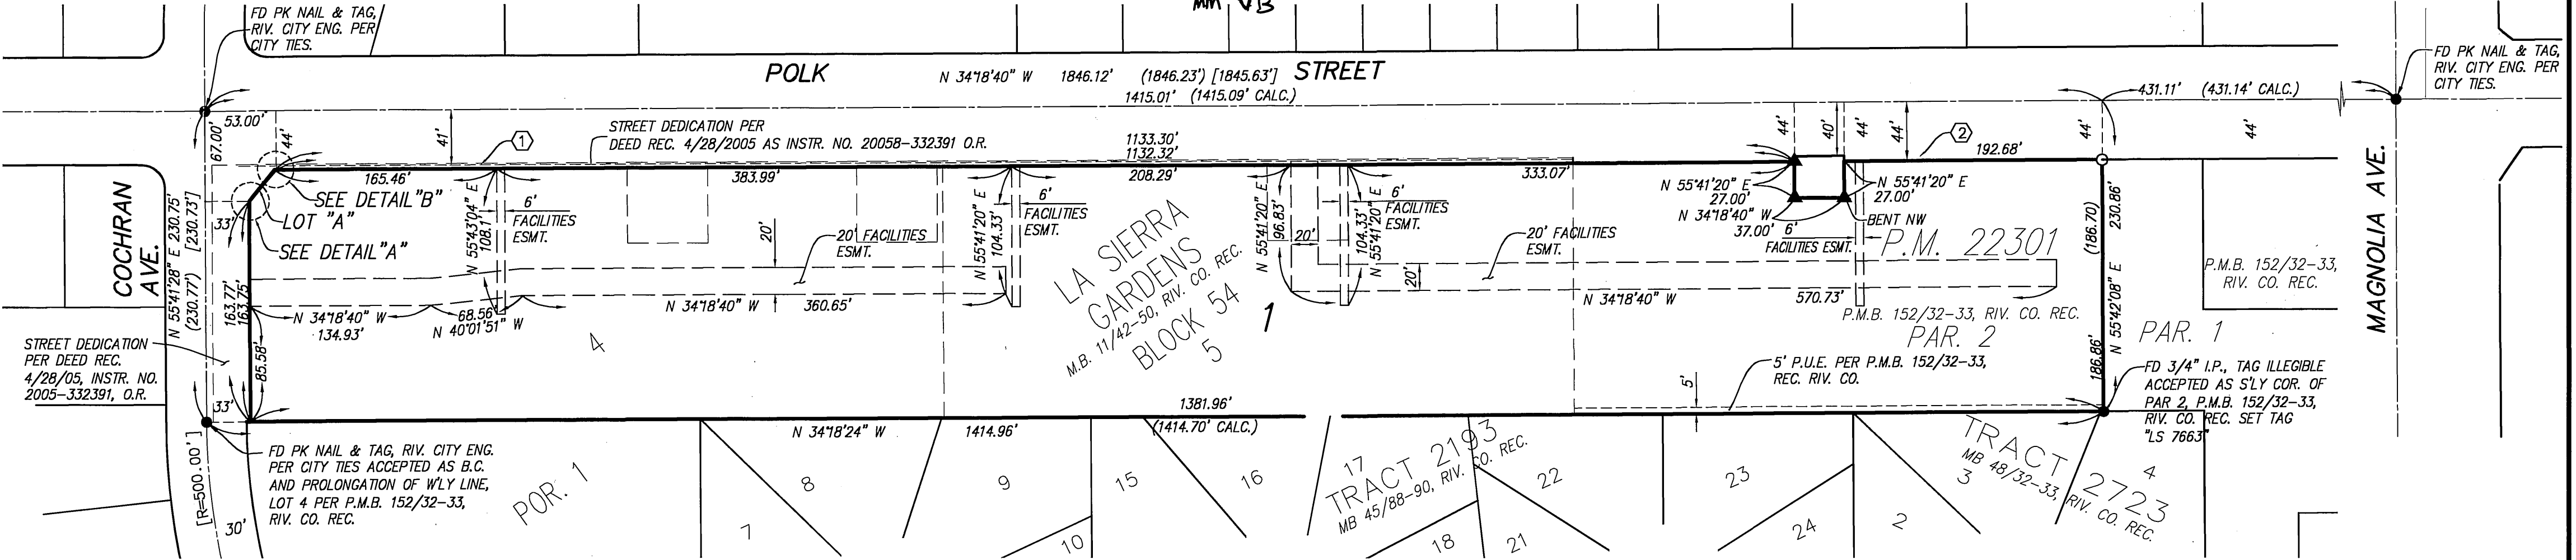 FD PK NAIL & TAG,
RIV. CITY ENG. PER
CITY TIES.
POLK STREET
N 34°18'40" W 1846.12' (1846.23') [1845.63']
1415.01' (1415.09' CALC.)
431.11' (431.14' CALC.)
FD PK NAIL & TAG,
RIV. CITY ENG. PER
CITY TIES.
53.00'
67.00'
44'
41'
1
STREET DEDICATION PER
DEED REC. 4/28/2005 AS INSTR. NO. 20058-332391 O.R.
1133.30'
1132.32'
44'
40'
44'
44'
2
192.68'
44'
44'
165.46'
383.99'
208.29'
333.07'
SEE DETAIL "B"
LOT "A"
SEE DETAIL "A"
33'
COCHRAN
AVE.
N 55°41'28" E 230.75'
(230.77') [230.73']
163.77'
163.75'
85.58'
N 55°43'04" E
108.10'
6'
FACILITIES
ESMT.
20'
20' FACILITIES
ESMT.
N 55°41'20" E
104.33'
6'
FACILITIES
ESMT.
LA SIERRA
GARDENS
M.B. 11/42-50, RIV. CO. REC.
BLOCK 54
5
1
N 55°41'20" E
96.83'
20'
104.33'
N 55°41'20" E
6'
FACILITIES
ESMT.
20'
20' FACILITIES
ESMT.
N 55°41'20" E
27.00'
N 34°18'40" W
37.00'
N 55°41'20" E
27.00'
BENT NW
6'
FACILITIES ESMT.
P.M. 22301
(186.70)
230.86'
N 55°42'08" E
186.86'
P.M.B. 152/32-33,
RIV. CO. REC.
MAGNOLIA AVE.
N 34°18'40" W
134.93'
68.56'
N 40°01'51" W
N 34°18'40" W
360.65'
N 34°18'40" W
570.73'
P.M.B. 152/32-33, RIV. CO. REC.
PAR. 2
PAR. 1
4
STREET DEDICATION
PER DEED REC.
4/28/05, INSTR. NO.
2005-332391, O.R.
33'
5' P.U.E. PER P.M.B. 152/32-33,
REC. RIV. CO.
5'
FD 3/4" I.P., TAG ILLEGIBLE
ACCEPTED AS S'LY COR. OF
PAR 2, P.M.B. 152/32-33,
RIV. CO. REC. SET TAG
"LS 7663"
1381.96'
N 34°18'24" W 1414.96' (1414.70' CALC.)
[R=500.00']
30'
FD PK NAIL & TAG, RIV. CITY ENG.
PER CITY TIES ACCEPTED AS B.C.
AND PROLONGATION OF W'LY LINE,
LOT 4 PER P.M.B. 152/32-33,
RIV. CO. REC.
POR. 1
7
8
9
10
15
16
17
TRACT 2193
MB 45/88-90, RIV. CO. REC.
18
21
22
23
24
2
3
TRACT 2723
MB 48/32-33, RIV. CO. REC.
4